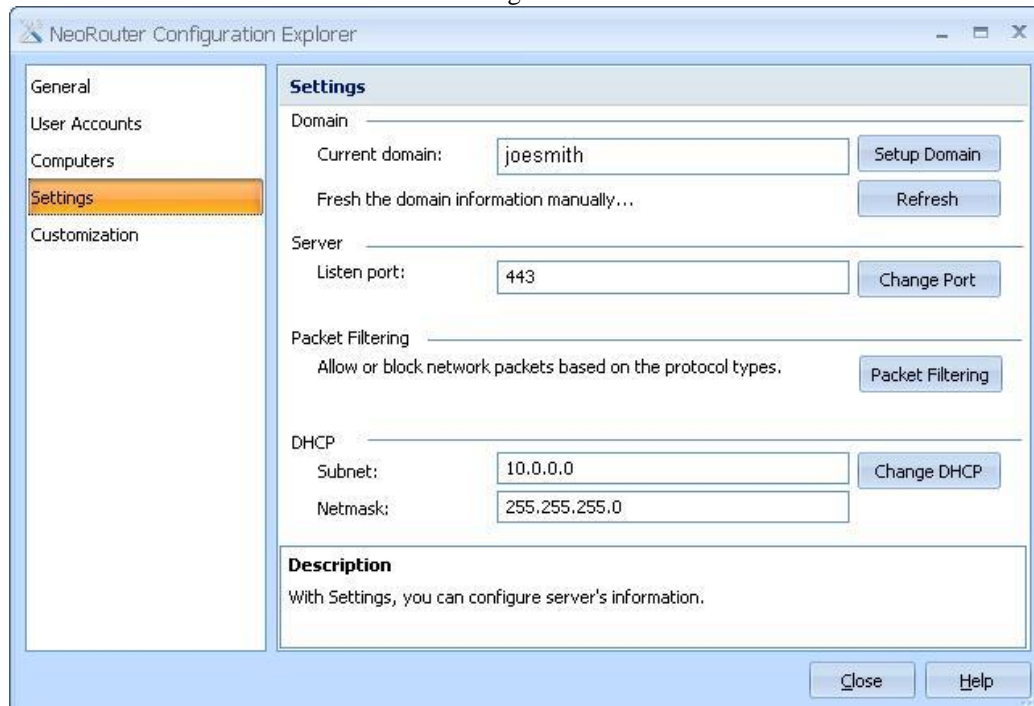 NeoRouter Configuration Explorer
General
User Accounts
Computers
Settings
Customization
Settings
Domain
Current domain: joesmith Setup Domain
Fresh the domain information manually... Refresh
Server
Listen port: 443 Change Port
Packet Filtering
Allow or block network packets based on the protocol types. Packet Filtering
DHCP
Subnet: 10.0.0.0 Change DHCP
Netmask: 255.255.255.0
Description
With Settings, you can configure server's information.
Close Help